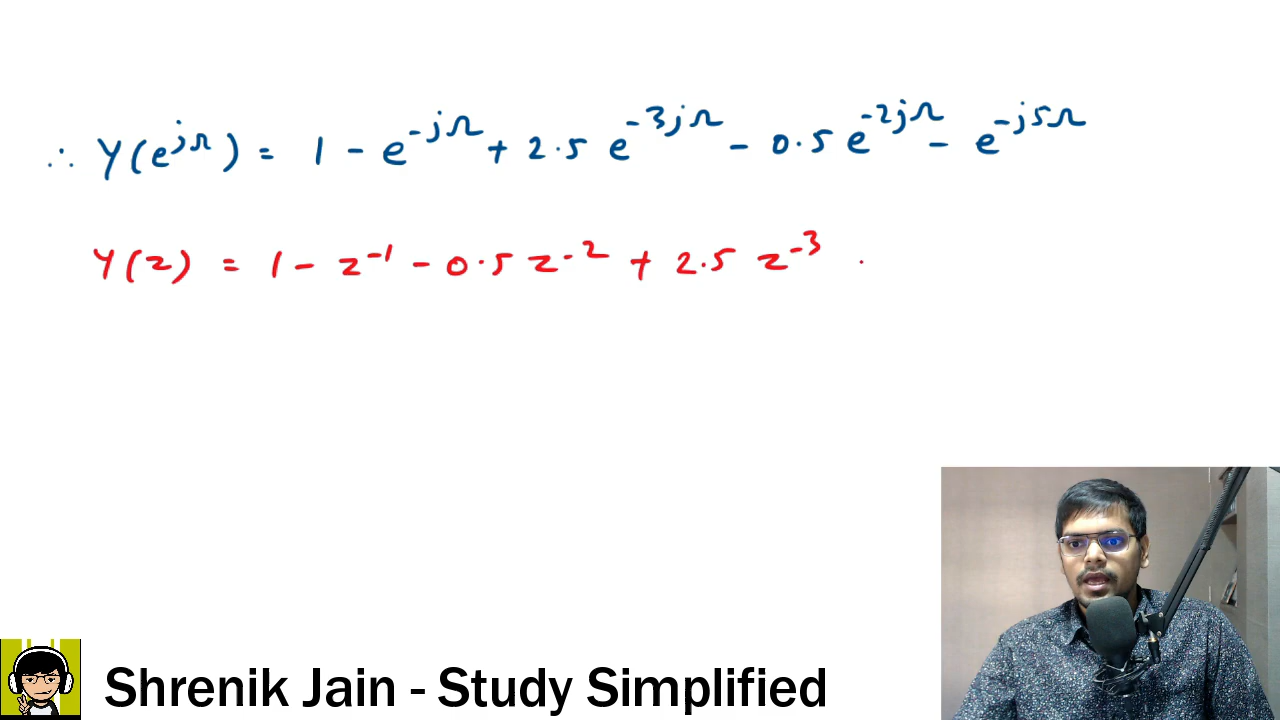 ∴ Y(e^{jΩ}) = 1 - e^{-jΩ} + 2.5 e^{-3jΩ} - 0.5 e^{-2jΩ} - e^{-j5Ω}
Y(z) = 1 - z^{-1} - 0.5 z^{-2} + 2.5 z^{-3}
Shrenik Jain - Study Simplified